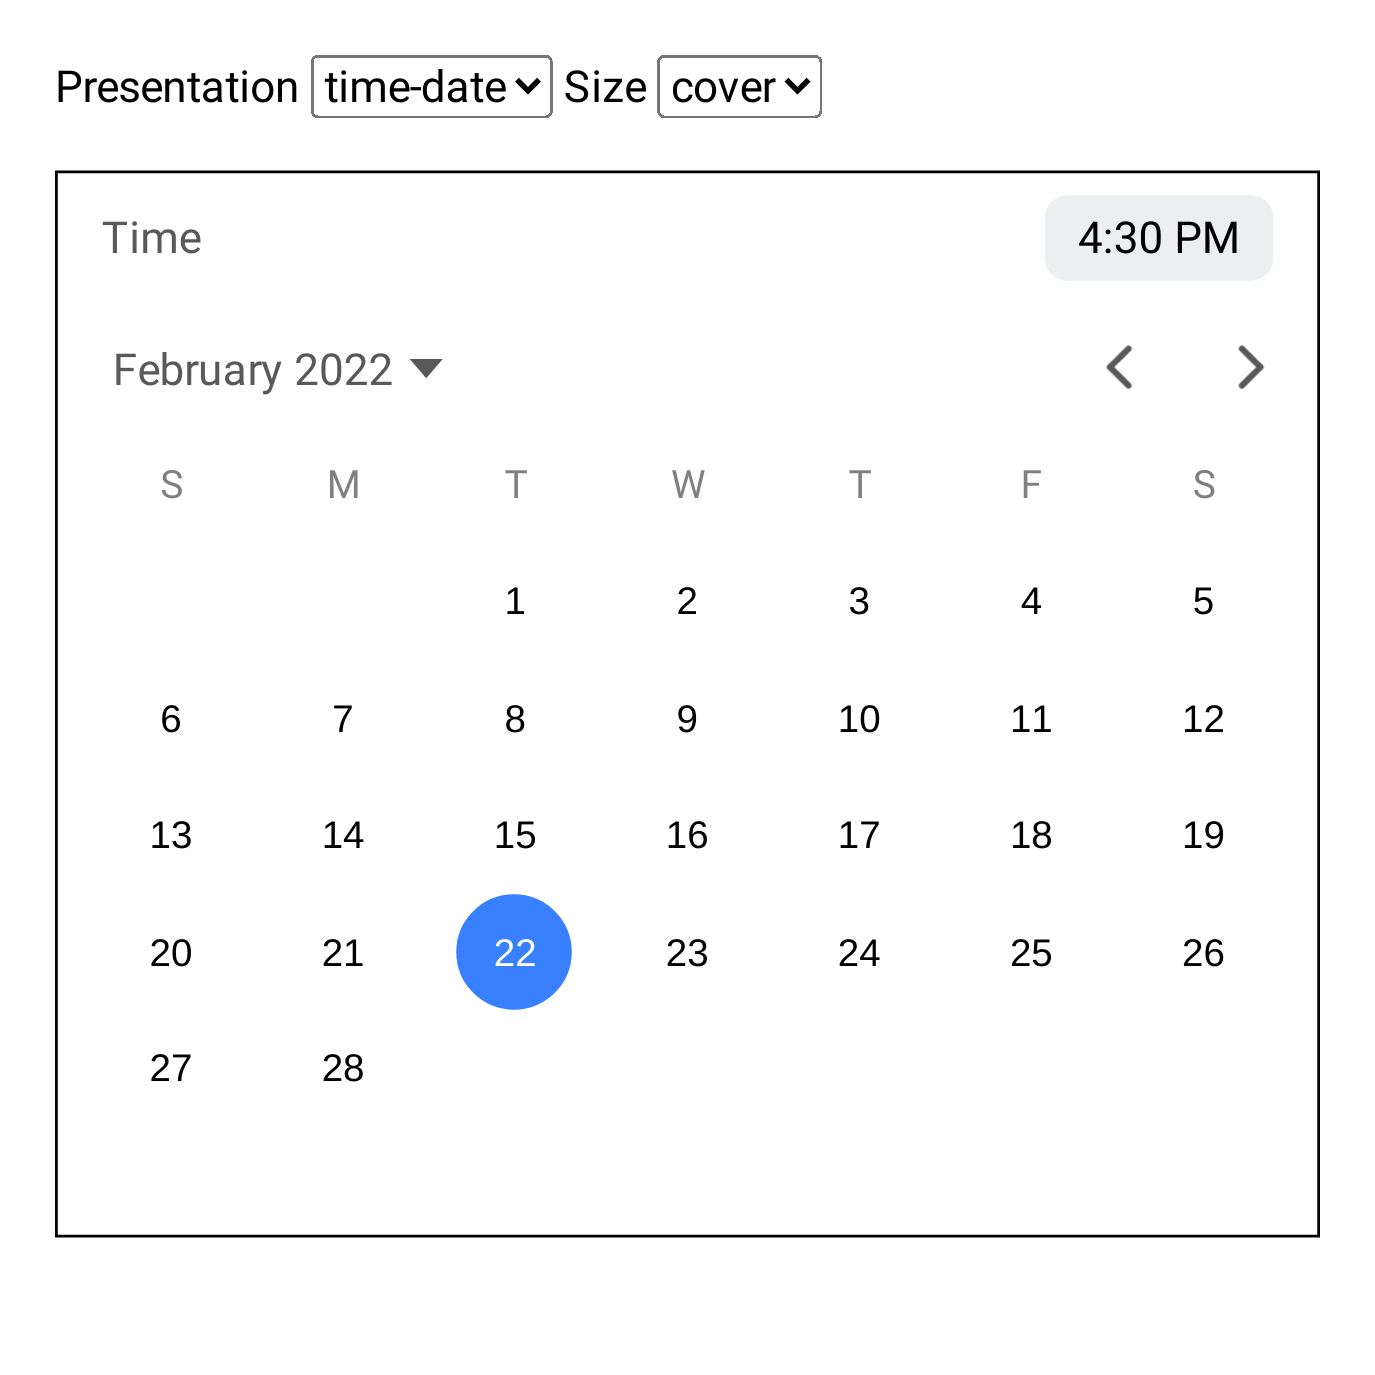 Presentation time-date Size cover
Time 4:30 PM
February 2022
S M T W T F S
1 2 3 4 5
6 7 8 9 10 11 12
13 14 15 16 17 18 19
20 21 22 23 24 25 26
27 28